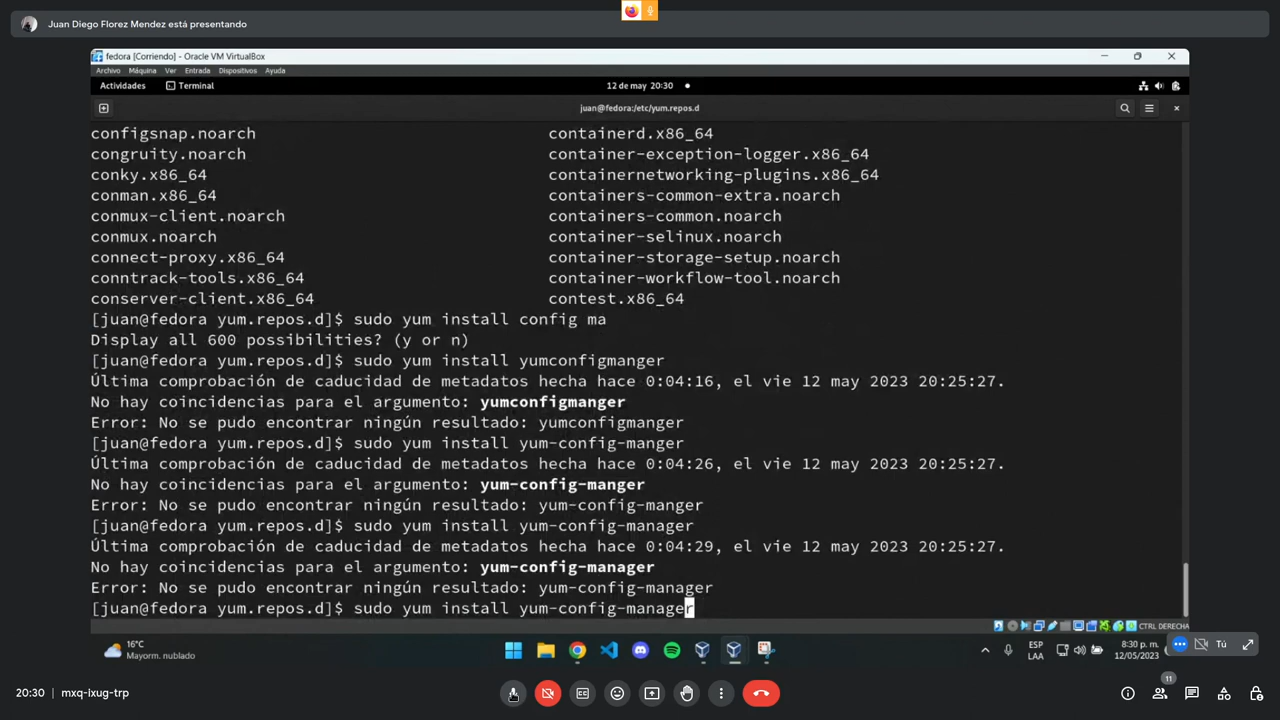 Juan Diego Florez Mendez está presentando
fedora [Corriendo] - Oracle VM VirtualBox
Archivo Máquina Ver Entrada Dispositivos Ayuda
Actividades Terminal 12 de may 20:30
juan@fedora:/etc/yum.repos.d
configsnap.noarch containerd.x86_64
congruity.noarch container-exception-logger.x86_64
conky.x86_64 containernetworking-plugins.x86_64
conman.x86_64 containers-common-extra.noarch
conmux-client.noarch containers-common.noarch
conmux.noarch container-selinux.noarch
connect-proxy.x86_64 container-storage-setup.noarch
conntrack-tools.x86_64 container-workflow-tool.noarch
conserver-client.x86_64 contest.x86_64
[juan@fedora yum.repos.d]$ sudo yum install config ma
Display all 600 possibilities? (y or n)
[juan@fedora yum.repos.d]$ sudo yum install yumconfigmanger
Última comprobación de caducidad de metadatos hecha hace 0:04:16, el vie 12 may 2023 20:25:27.
No hay coincidencias para el argumento: yumconfigmanger
Error: No se pudo encontrar ningún resultado: yumconfigmanger
[juan@fedora yum.repos.d]$ sudo yum install yum-config-manger
Última comprobación de caducidad de metadatos hecha hace 0:04:26, el vie 12 may 2023 20:25:27.
No hay coincidencias para el argumento: yum-config-manger
Error: No se pudo encontrar ningún resultado: yum-config-manger
[juan@fedora yum.repos.d]$ sudo yum install yum-config-manager
Última comprobación de caducidad de metadatos hecha hace 0:04:29, el vie 12 may 2023 20:25:27.
No hay coincidencias para el argumento: yum-config-manager
Error: No se pudo encontrar ningún resultado: yum-config-manager
[juan@fedora yum.repos.d]$ sudo yum install yum-config-manager
CTRL DERECHA
16°C
Mayorm. nublado
ESP
LAA
8:30 p. m.
12/05/2023
Tú
11
20:30 mxq-ixug-trp